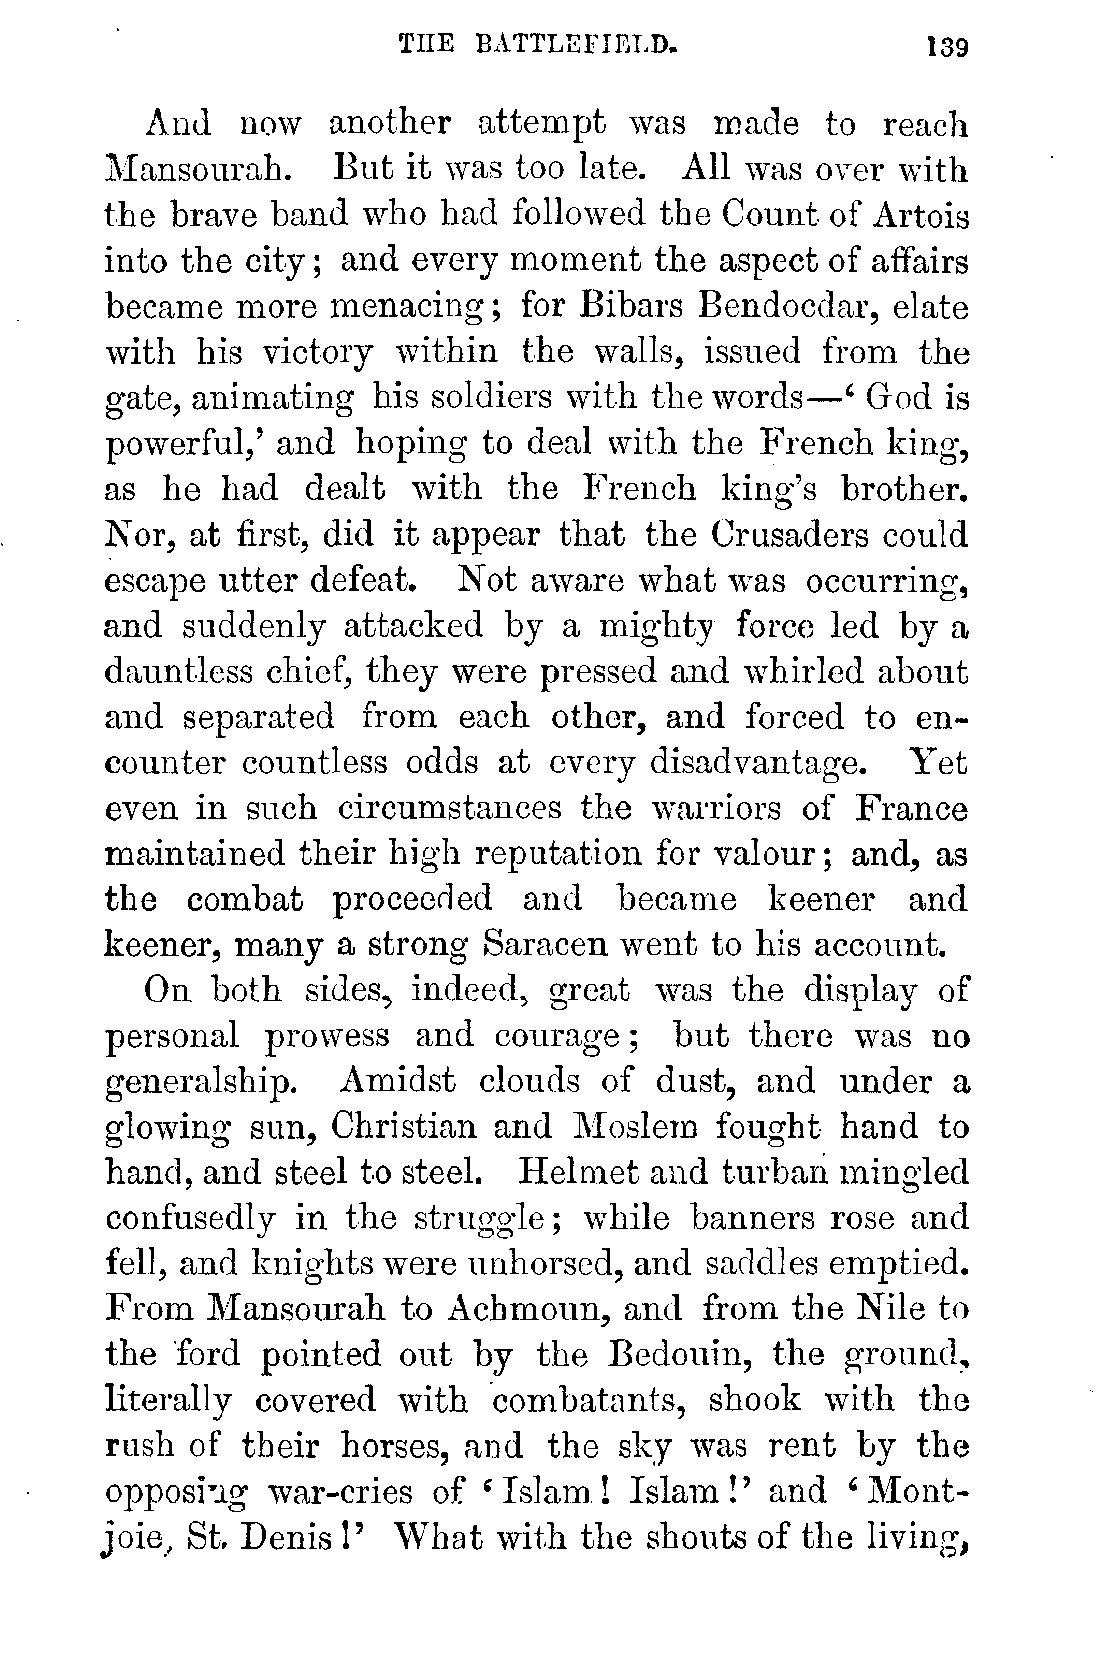 THE BATTLEFIELD. 139
And now another attempt was made to reach
Mansourah. But it was too late. All was over with
the brave band who had followed the Count of Artois
into the city; and every moment the aspect of affairs
became more menacing; for Bibars Bendocdar, elate
with his victory within the walls, issued from the
gate, animating his soldiers with the words—‘God is
powerful,’ and hoping to deal with the French king,
as he had dealt with the French king’s brother.
Nor, at first, did it appear that the Crusaders could
escape utter defeat. Not aware what was occurring,
and suddenly attacked by a mighty force led by a
dauntless chief, they were pressed and whirled about
and separated from each other, and forced to en-
counter countless odds at every disadvantage. Yet
even in such circumstances the warriors of France
maintained their high reputation for valour; and, as
the combat proceeded and became keener and
keener, many a strong Saracen went to his account.
On both sides, indeed, great was the display of
personal prowess and courage; but there was no
generalship. Amidst clouds of dust, and under a
glowing sun, Christian and Moslem fought hand to
hand, and steel to steel. Helmet and turban mingled
confusedly in the struggle; while banners rose and
fell, and knights were unhorsed, and saddles emptied.
From Mansourah to Achmoun, and from the Nile to
the ford pointed out by the Bedouin, the ground,
literally covered with combatants, shook with the
rush of their horses, and the sky was rent by the
opposing war-cries of ‘Islam! Islam!’ and ‘Mont-
joie, St. Denis!’ What with the shouts of the living,